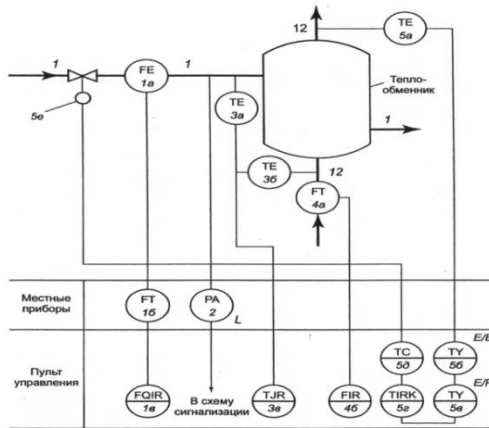 12
TE
5а
1
FE
1а
1
Тепло-
обменник
5е
TE
3а
1
TE
3б
12
FT
4а
Местные
приборы
FT
1б
PA
2
L
Пульт
управления
TC
5д
TY
5б
E/E
FQIR
1в
В схему
сигнализации
TJR
3в
FIR
4б
TIRK
5г
TY
5в
E/P